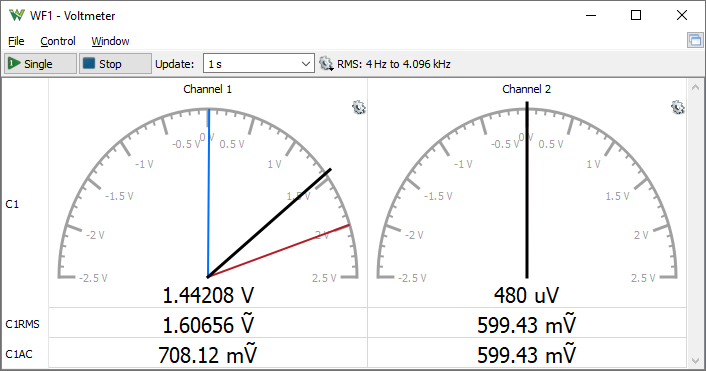 WF1 - Voltmeter
File Control Window
Single Stop Update: 1 s RMS: 4 Hz to 4.096 kHz
Channel 1 Channel 2
C1
-2.5 V -2 V -1.5 V -1 V -0.5 V 0 V 0.5 V 1 V 1.5 V 2 V 2.5 V
-2.5 V -2 V -1.5 V -1 V -0.5 V 0 V 0.5 V 1 V 1.5 V 2 V 2.5 V
1.44208 V 480 uV
C1RMS 1.60656 Ṽ 599.43 mṼ
C1AC 708.12 mṼ 599.43 mṼ